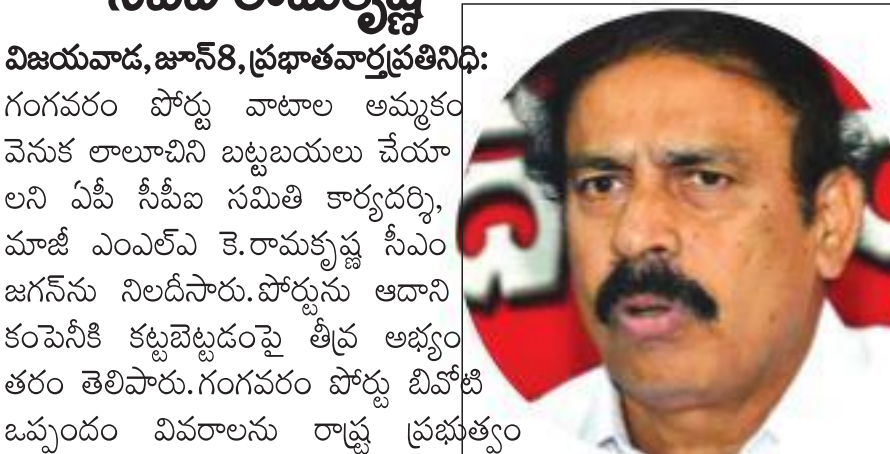 రామకృష్ణ
విజయవాడ,జూన్8,ప్రభాతవార్తప్రతినిధి:
గంగవరం పోర్టు వాటాల అమ్మకం
వెనుక లాలూచిని బట్టబయలు చేయా
లని ఏపీ సీపీఐ సమితి కార్యదర్శి,
మాజీ ఎంఎల్ఎ కె.రామకృష్ణ సీఎం
జగన్‌ను నిలదీసారు.పోర్టును ఆదాని
కంపెనీకి కట్టబెట్టడంపై తీవ్ర అభ్యం
తరం తెలిపారు.గంగవరం పోర్టు బివోటి
ఒప్పందం వివరాలను రాష్ట్ర ప్రభుత్వం